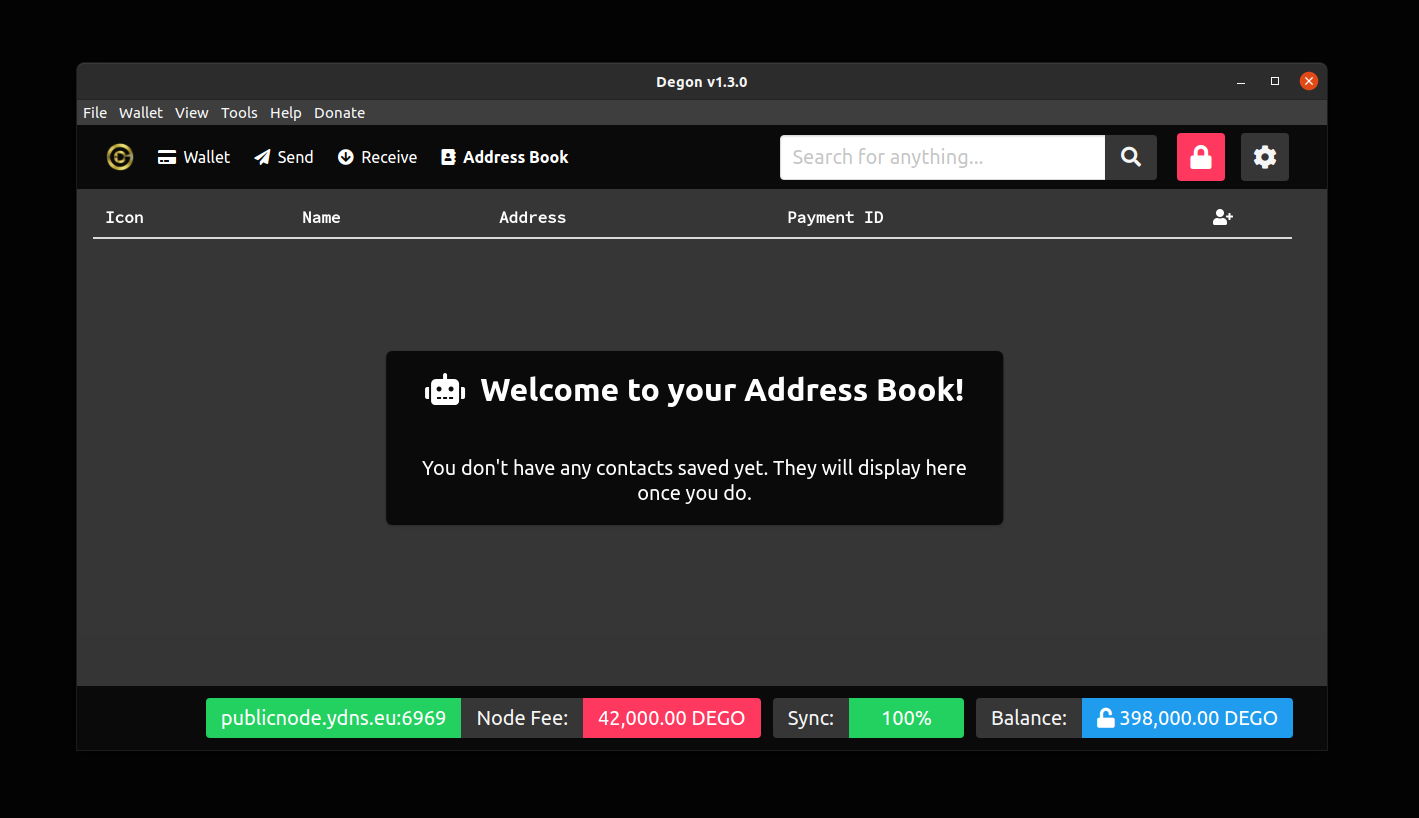 Degon v1.3.0
File Wallet View Tools Help Donate
Wallet Send Receive Address Book Search for anything...
Icon Name Address Payment ID
Welcome to your Address Book!
You don't have any contacts saved yet. They will display here
once you do.
publicnode.ydns.eu:6969 Node Fee: 42,000.00 DEGO Sync: 100% Balance: 398,000.00 DEGO